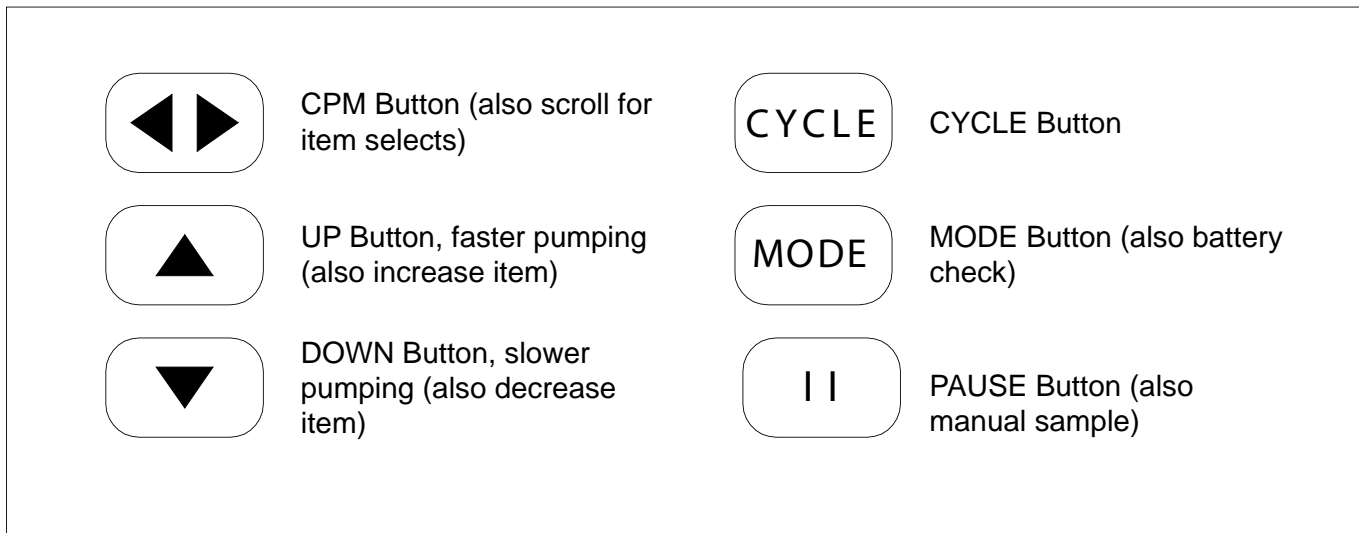 CPM Button (also scroll for
item selects)
UP Button, faster pumping
(also increase item)
DOWN Button, slower
pumping (also decrease
item)
CYCLE
CYCLE Button
MODE
MODE Button (also battery
check)
PAUSE Button (also
manual sample)